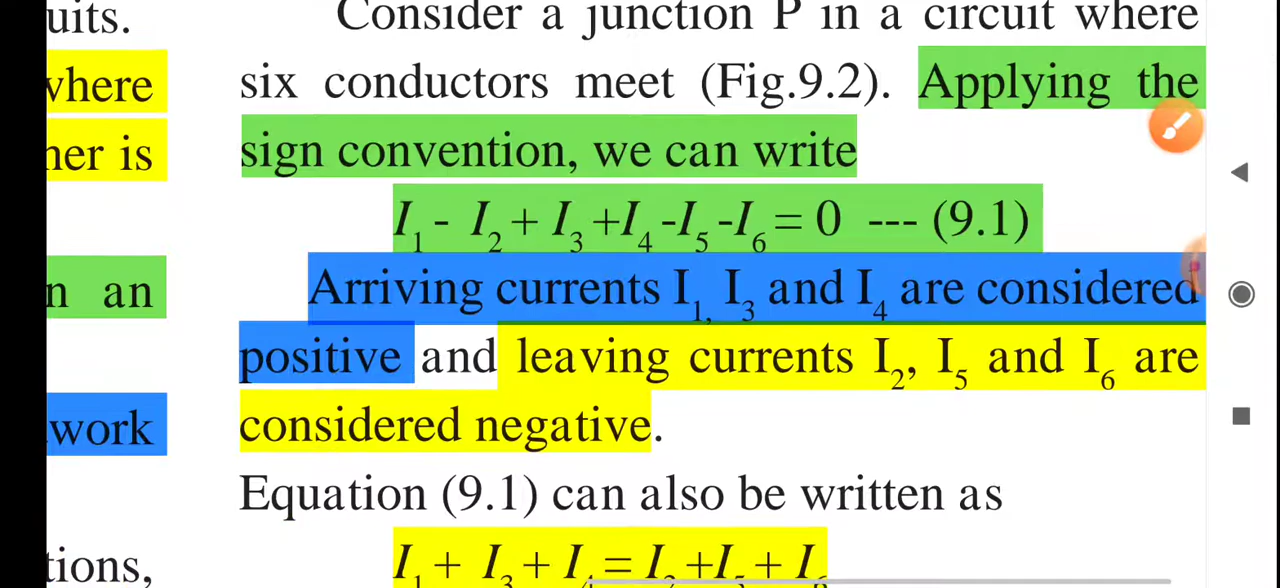 uits.
where
ner is
n an
work
tions,
Consider a junction P in a circuit where
six conductors meet (Fig.9.2). Applying the
sign convention, we can write
I₁ - I₂ + I₃ +I₄ -I₅ -I₆ = 0 --- (9.1)
Arriving currents I₁, I₃ and I₄ are considered
positive and leaving currents I₂, I₅ and I₆ are
considered negative.
Equation (9.1) can also be written as
I₁ + I₃ + I₄ = I₂ +I₅ + I₆